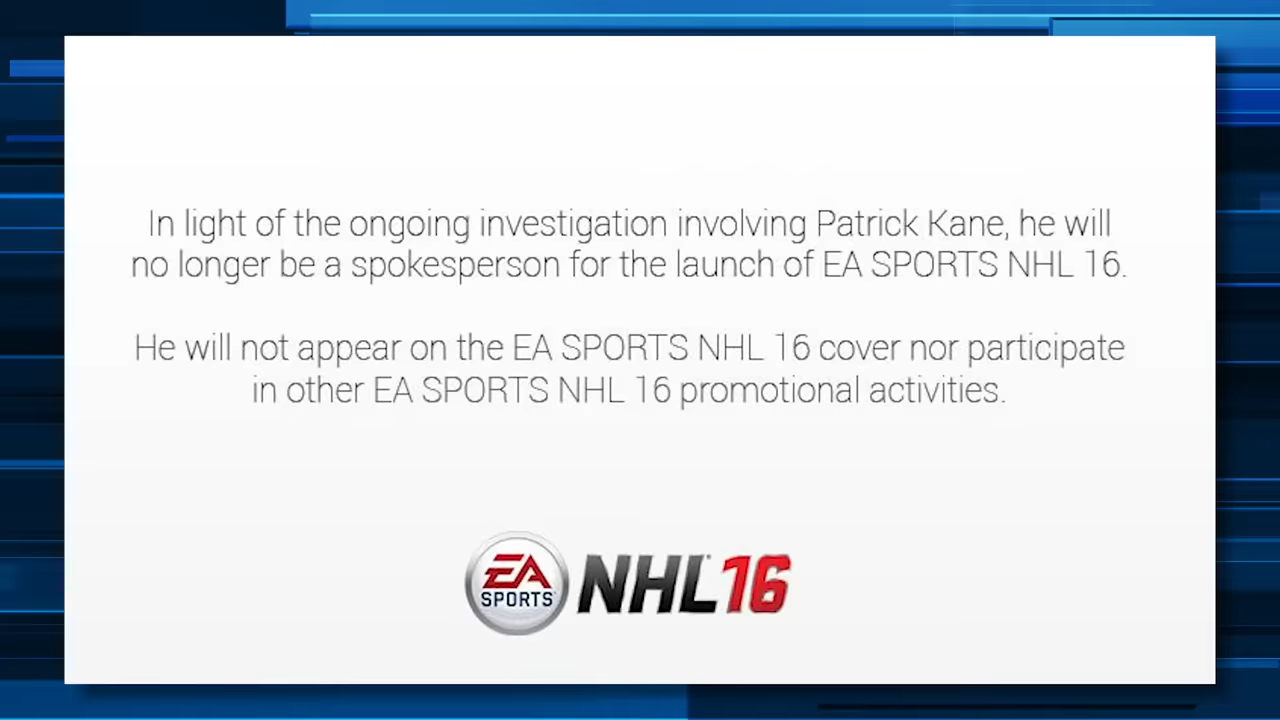 In light of the ongoing investigation involving Patrick Kane, he will
no longer be a spokesperson for the launch of EA SPORTS NHL 16.
He will not appear on the EA SPORTS NHL 16 cover nor participate
in other EA SPORTS NHL 16 promotional activities.
EA SPORTS NHL 16